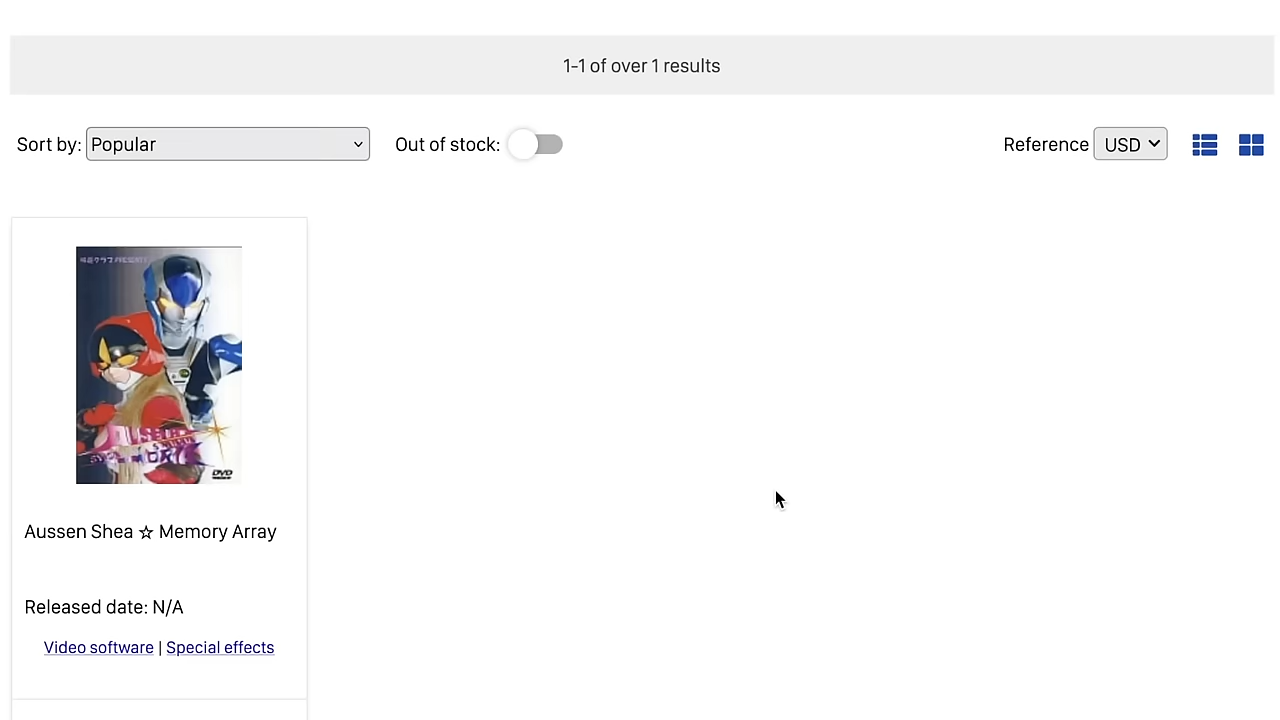 1-1 of over 1 results
Sort by: Popular Out of stock: Reference USD
DVD
Aussen Shea ☆ Memory Array
Released date: N/A
Video software | Special effects